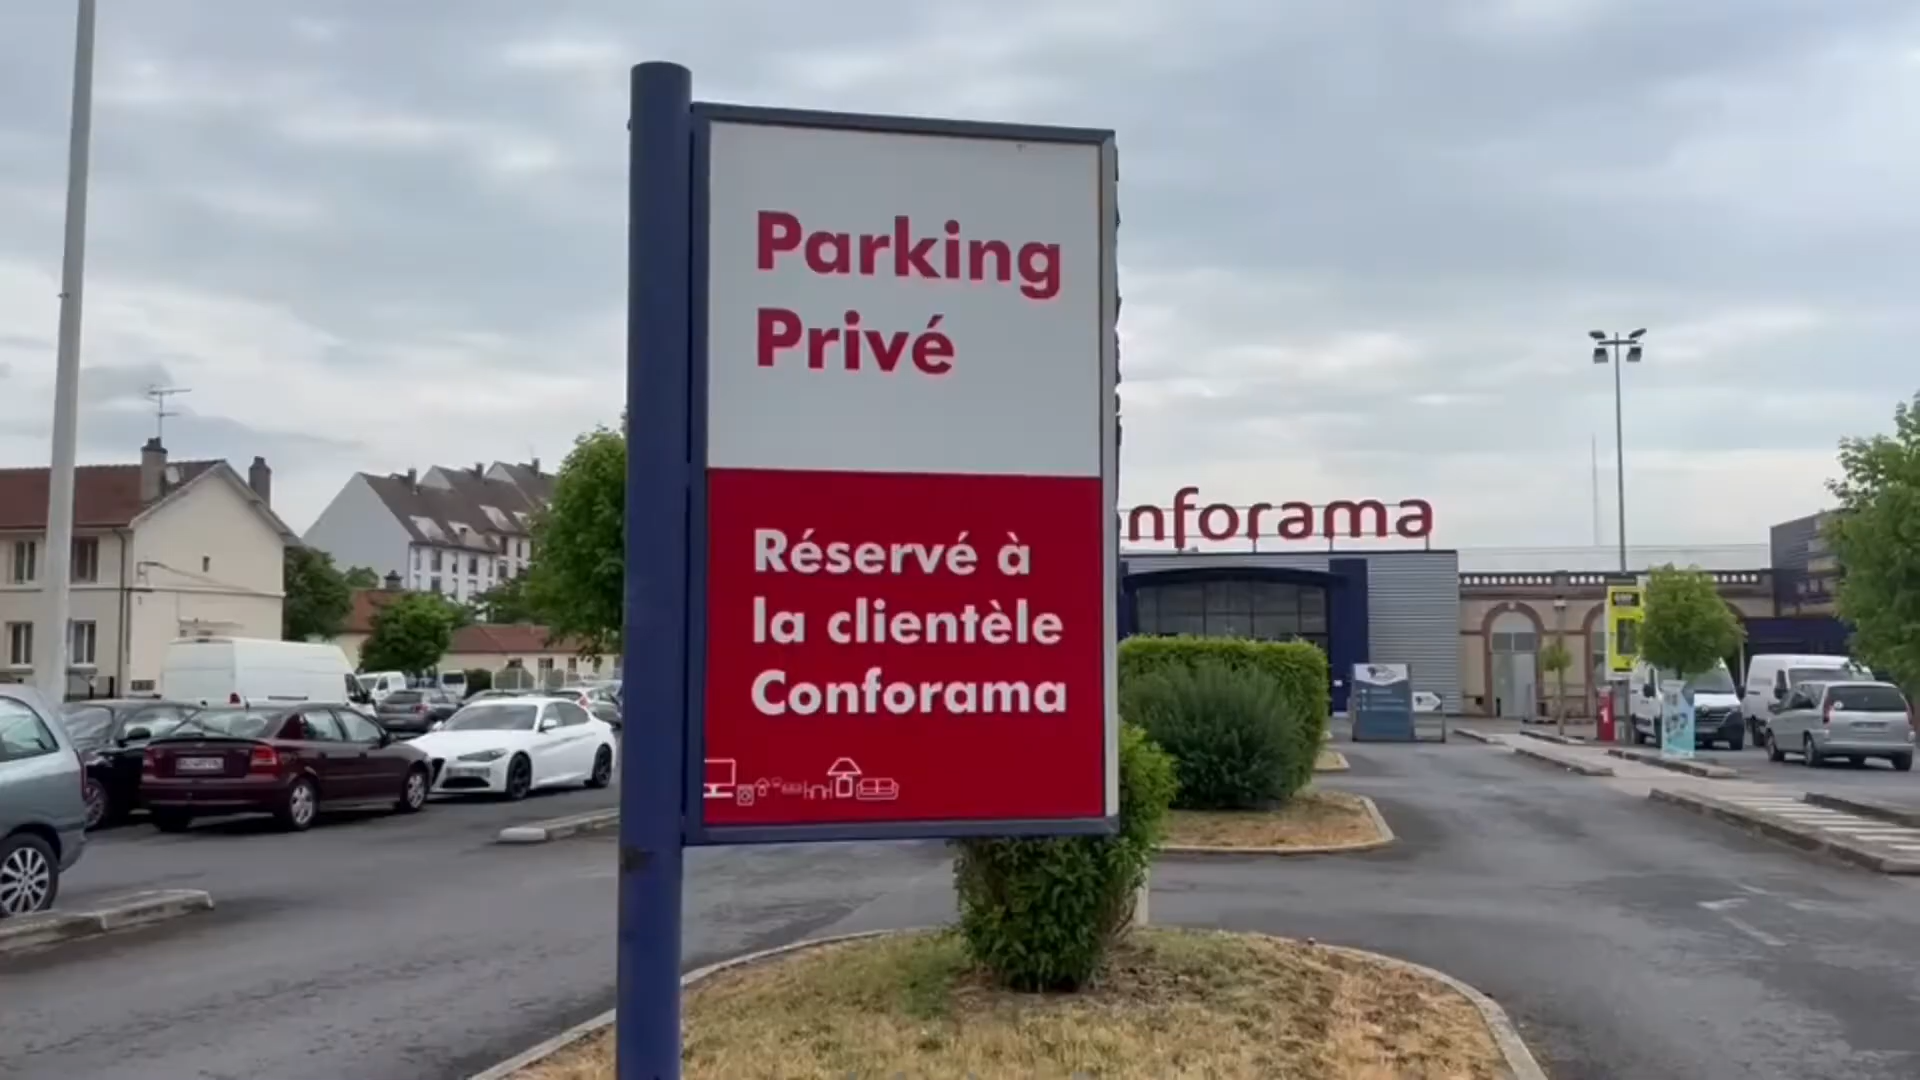 Parking
Privé
Réservé à
la clientèle
Conforama
nforama